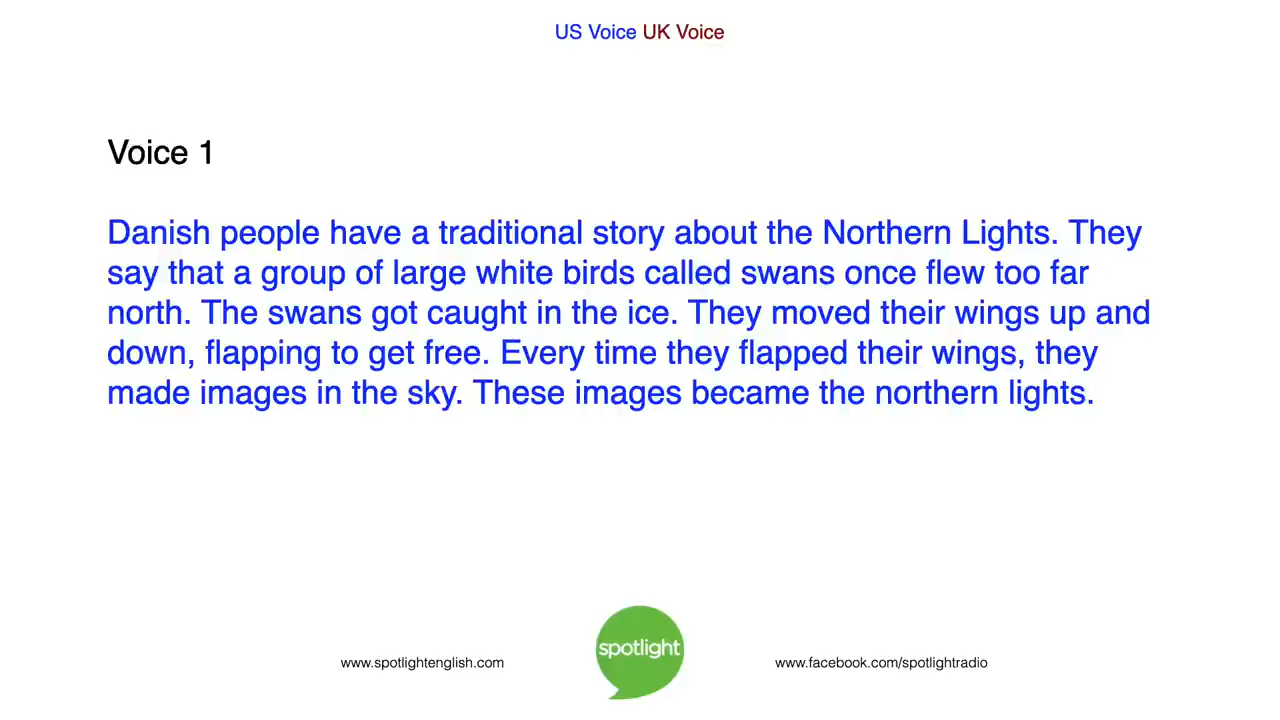 US Voice UK Voice
Voice 1
Danish people have a traditional story about the Northern Lights. They
say that a group of large white birds called swans once flew too far
north. The swans got caught in the ice. They moved their wings up and
down, flapping to get free. Every time they flapped their wings, they
made images in the sky. These images became the northern lights.
spotlight
www.spotlightenglish.com
www.facebook.com/spotlightradio